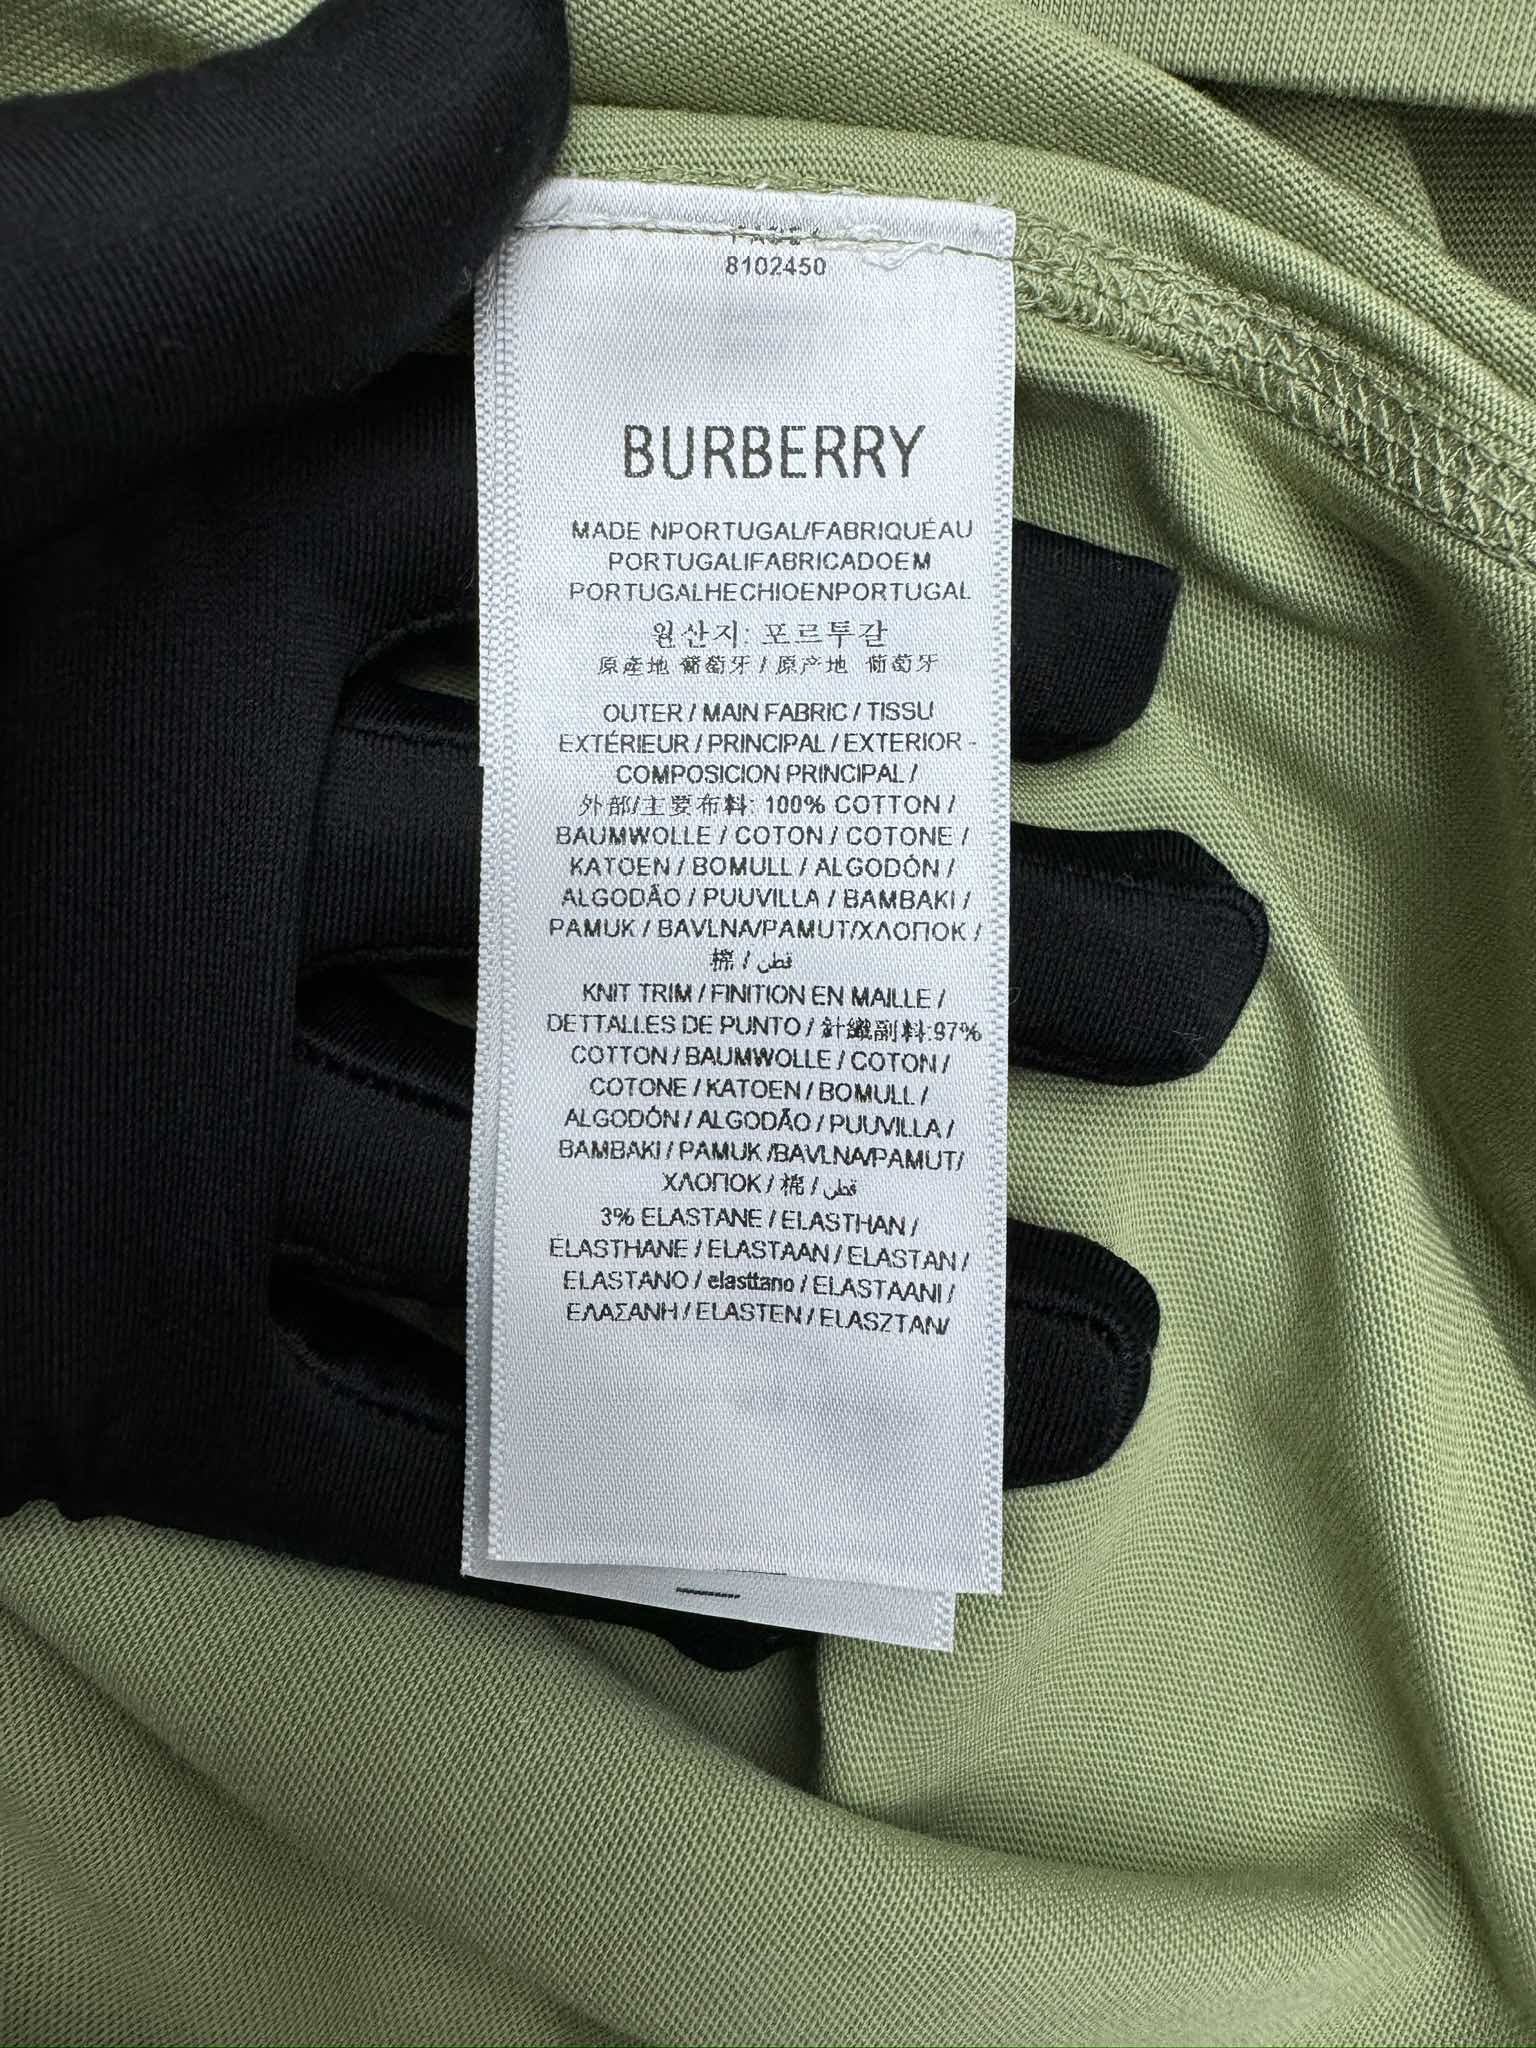 8102450
BURBERRY
MADE NPORTUGAL/FABRIQUÉAU
PORTUGALIFABRICADOEM
PORTUGALHECHIOENPORTUGAL
원산지: 포르투갈
原產地 葡萄牙 / 原产地 葡萄牙
OUTER / MAIN FABRIC / TISSU
EXTÉRIEUR / PRINCIPAL / EXTERIOR -
COMPOSICION PRINCIPAL /
外部/主要布料: 100% COTTON /
BAUMWOLLE / COTON / COTONE /
KATOEN / BOMULL / ALGODÓN /
ALGODÃO / PUUVILLA / BAMBAKI /
PAMUK / BAVLNA/PAMUT/ΧΛΟΠΟΚ /
棉 / قطن
KNIT TRIM / FINITION EN MAILLE /
DETTALLES DE PUNTO / 針織副料:97%
COTTON / BAUMWOLLE / COTON /
COTONE / KATOEN / BOMULL /
ALGODÓN / ALGODÃO / PUUVILLA /
BAMBAKI / PAMUK /BAVLNA/PAMUT/
ΧΛΟΠΟΚ / 棉 / قطن
3% ELASTANE / ELASTHAN /
ELASTHANE / ELASTAAN / ELASTAN /
ELASTANO / elasttano / ELASTAANI /
ΕΛΑΣΑΝΗ / ELASTEN / ELASZTAN/